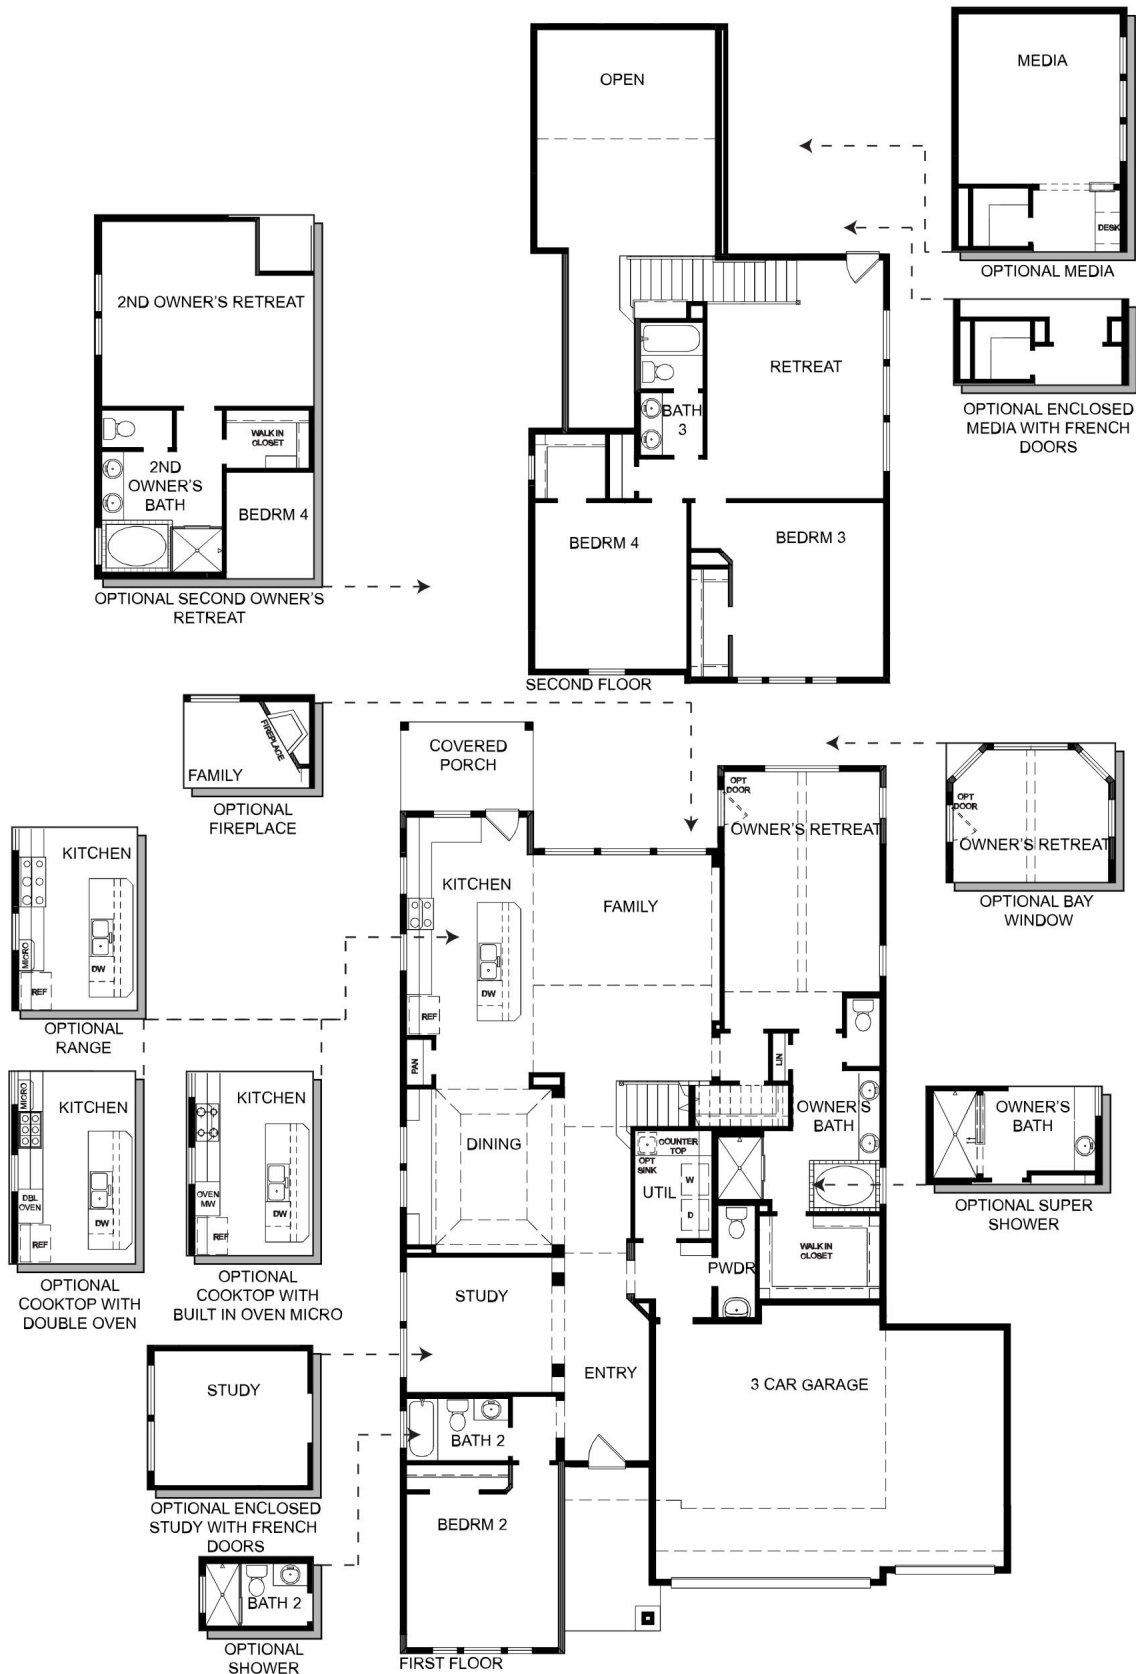 OPEN
MEDIA
DESK
OPTIONAL MEDIA
OPTIONAL ENCLOSED
MEDIA WITH FRENCH
DOORS
2ND OWNER'S RETREAT
WALK IN
CLOSET
2ND
OWNER'S
BATH
BEDRM 4
OPTIONAL SECOND OWNER'S
RETREAT
RETREAT
BATH
3
BEDRM 4
BEDRM 3
SECOND FLOOR
FIREPLACE
FAMILY
OPTIONAL
FIREPLACE
COVERED
PORCH
OPT
DOOR
OWNER'S RETREAT
OPT
DOOR
OWNER'S RETREAT
OPTIONAL BAY
WINDOW
KITCHEN
MICRO
DW
REF
OPTIONAL
RANGE
KITCHEN
DW
REF
PAN
FAMILY
LIN
MICRO
KITCHEN
DBL
OVEN
DW
REF
OPTIONAL
COOKTOP WITH
DOUBLE OVEN
KITCHEN
OVEN
MW
DW
REF
OPTIONAL
COOKTOP WITH
BUILT IN OVEN MICRO
DINING
COUNTER
TOP
OPT
SINK
UTIL
W
D
OWNER'S
BATH
OWNER'S
BATH
OPTIONAL SUPER
SHOWER
WALK IN
CLOSET
PWDR
STUDY
ENTRY
3 CAR GARAGE
STUDY
OPTIONAL ENCLOSED
STUDY WITH FRENCH
DOORS
BATH 2
BEDRM 2
BATH 2
OPTIONAL
SHOWER
FIRST FLOOR